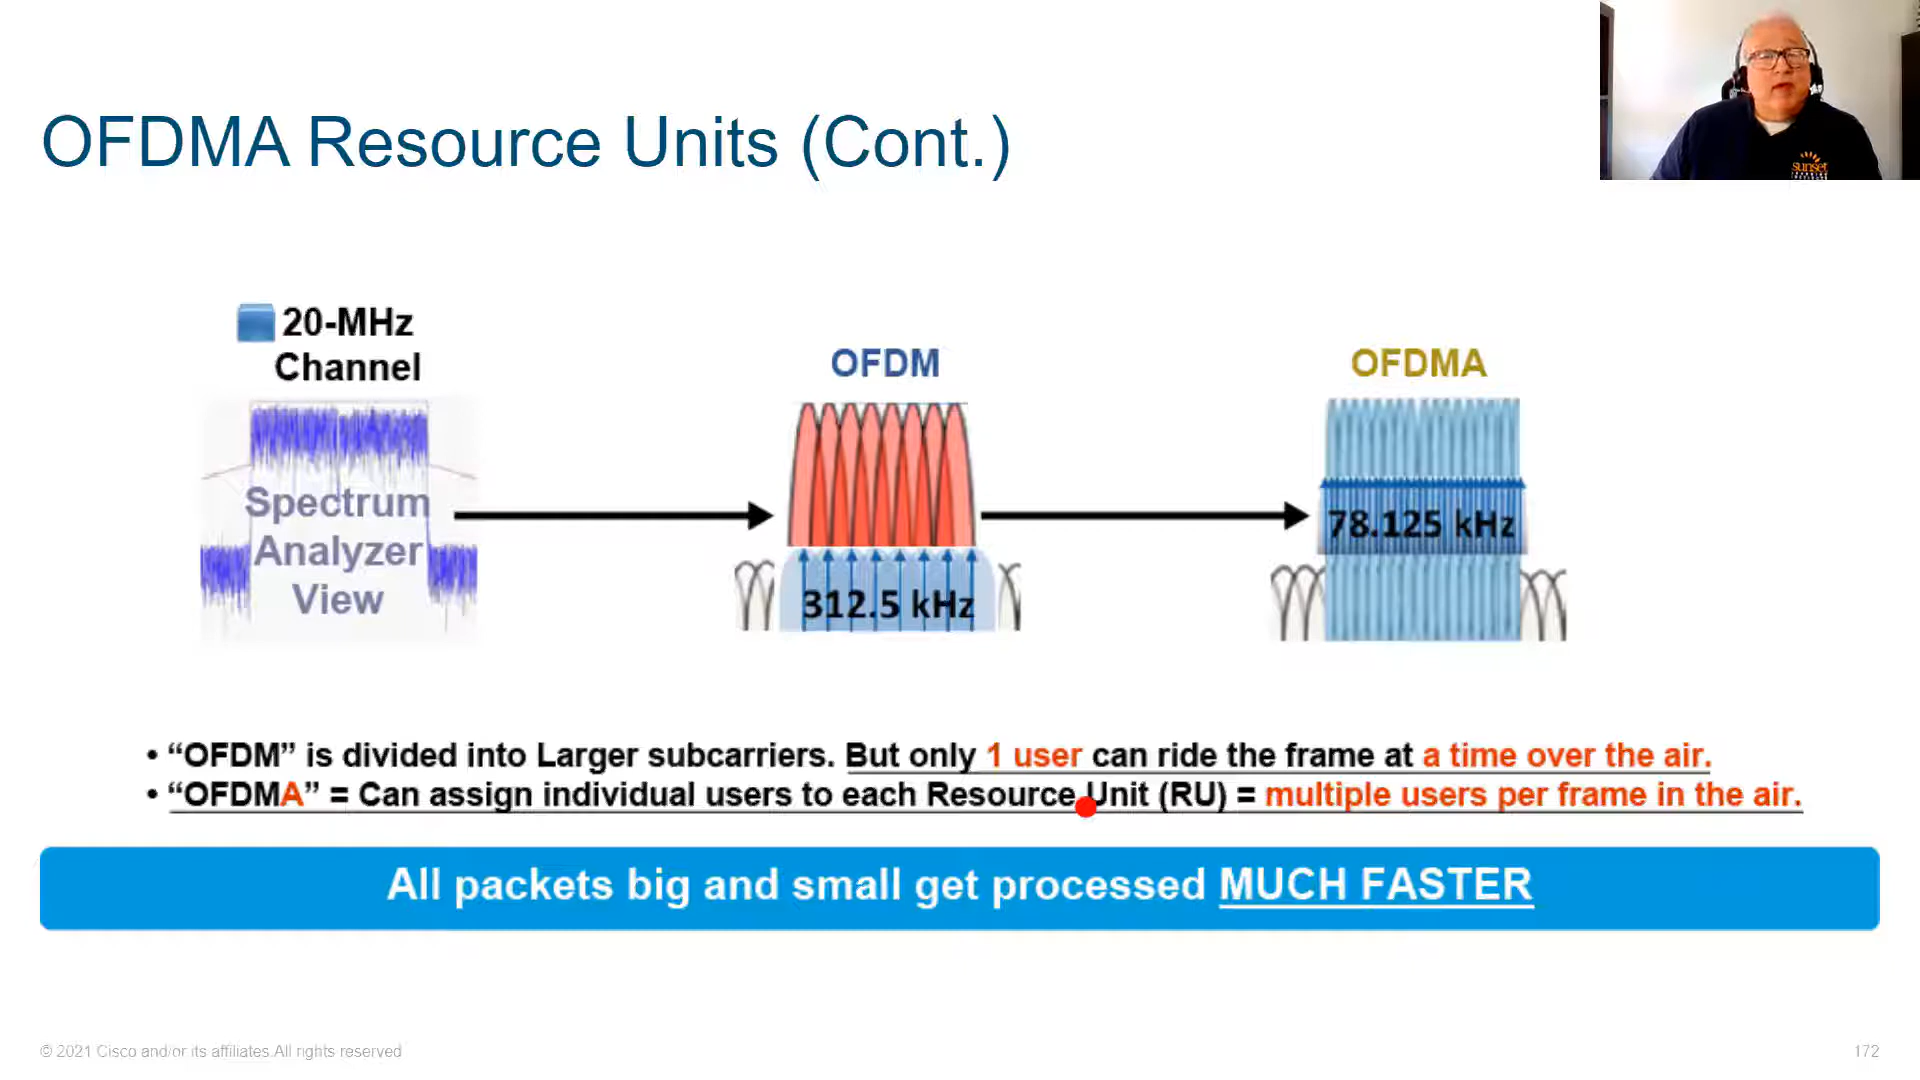 OFDMA Resource Units (Cont.)
sunset
20-MHz
Channel
OFDM
OFDMA
Spectrum
Analyzer
View
312.5 kHz
78.125 kHz
• “OFDM” is divided into Larger subcarriers. But only 1 user can ride the frame at a time over the air.
• “OFDMA” = Can assign individual users to each Resource Unit (RU) = multiple users per frame in the air.
All packets big and small get processed MUCH FASTER
© 2021 Cisco and/or its affiliates.All rights reserved
172